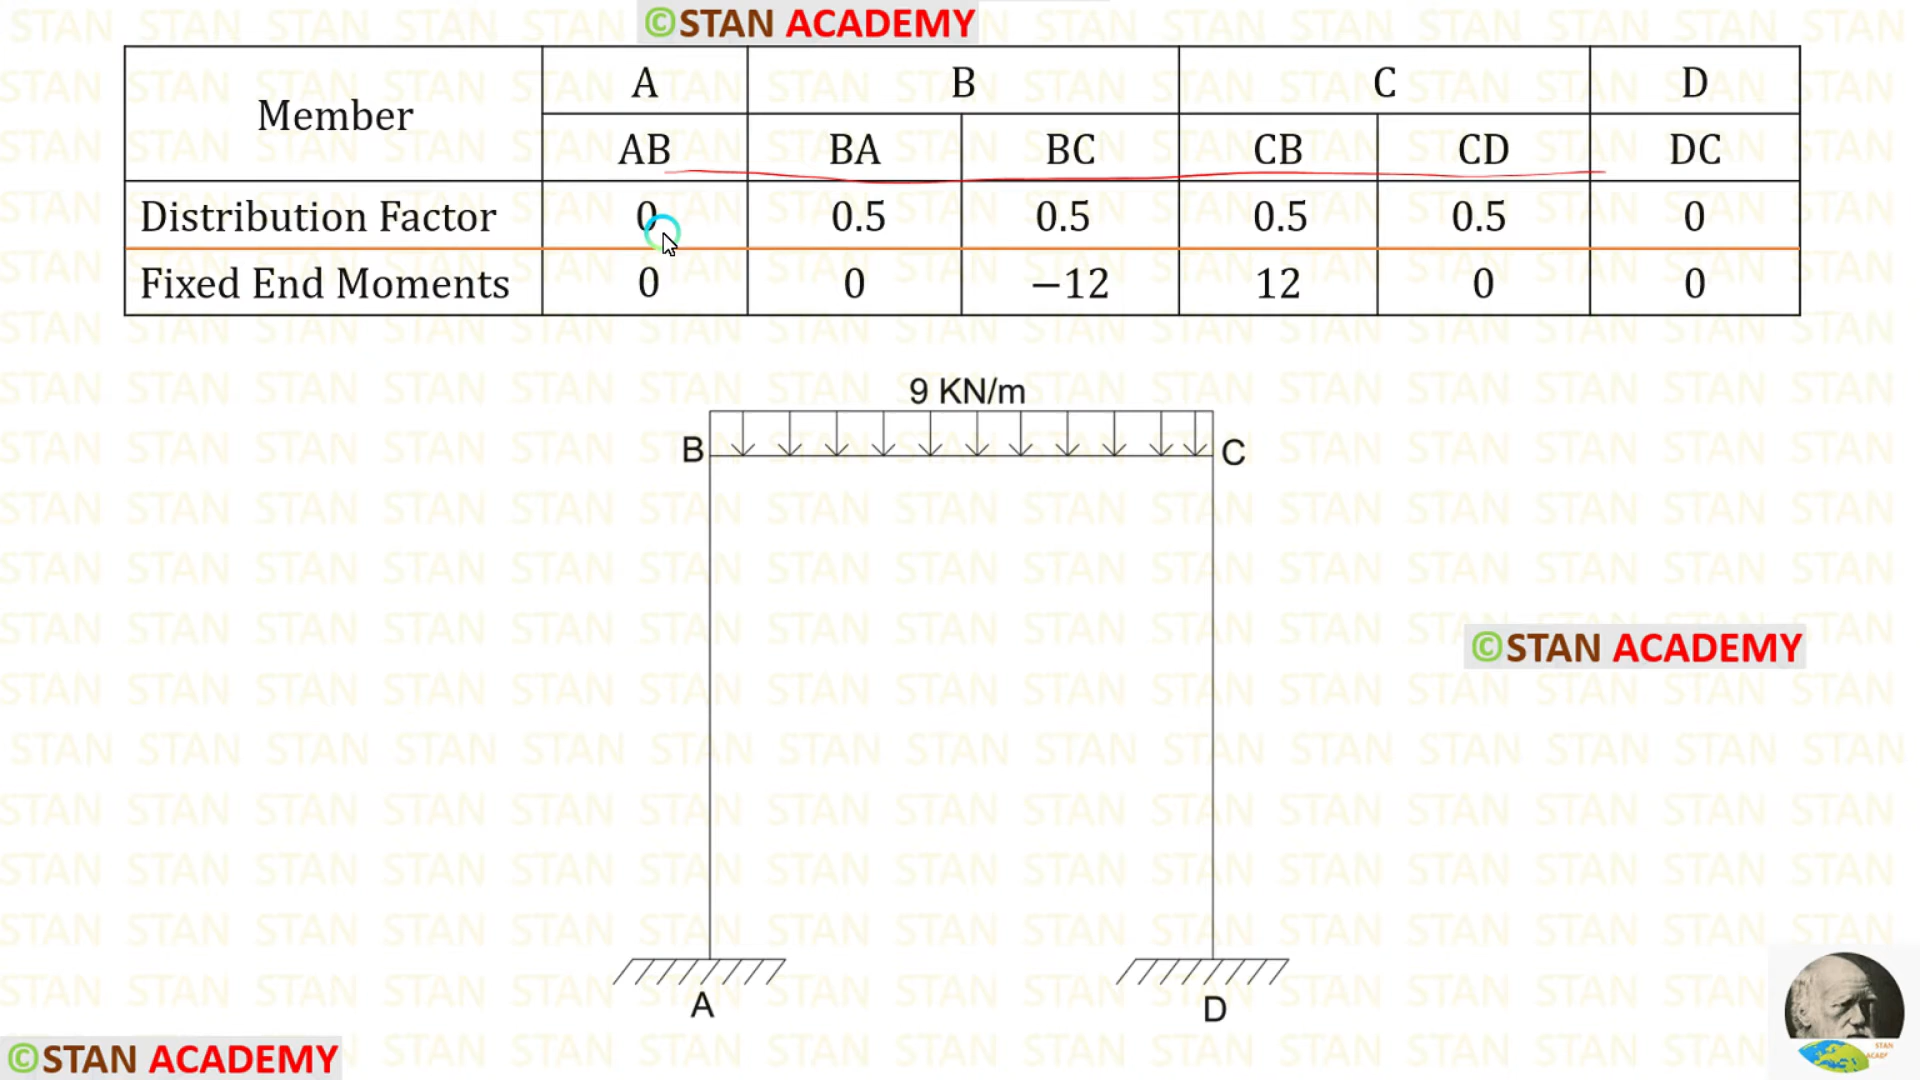 ©STAN ACADEMY
Member A B C D
AB BA BC CB CD DC
Distribution Factor 0 0.5 0.5 0.5 0.5 0
Fixed End Moments 0 0 −12 12 0 0
9 KN/m
B C
©STAN ACADEMY
A D
©STAN ACADEMY